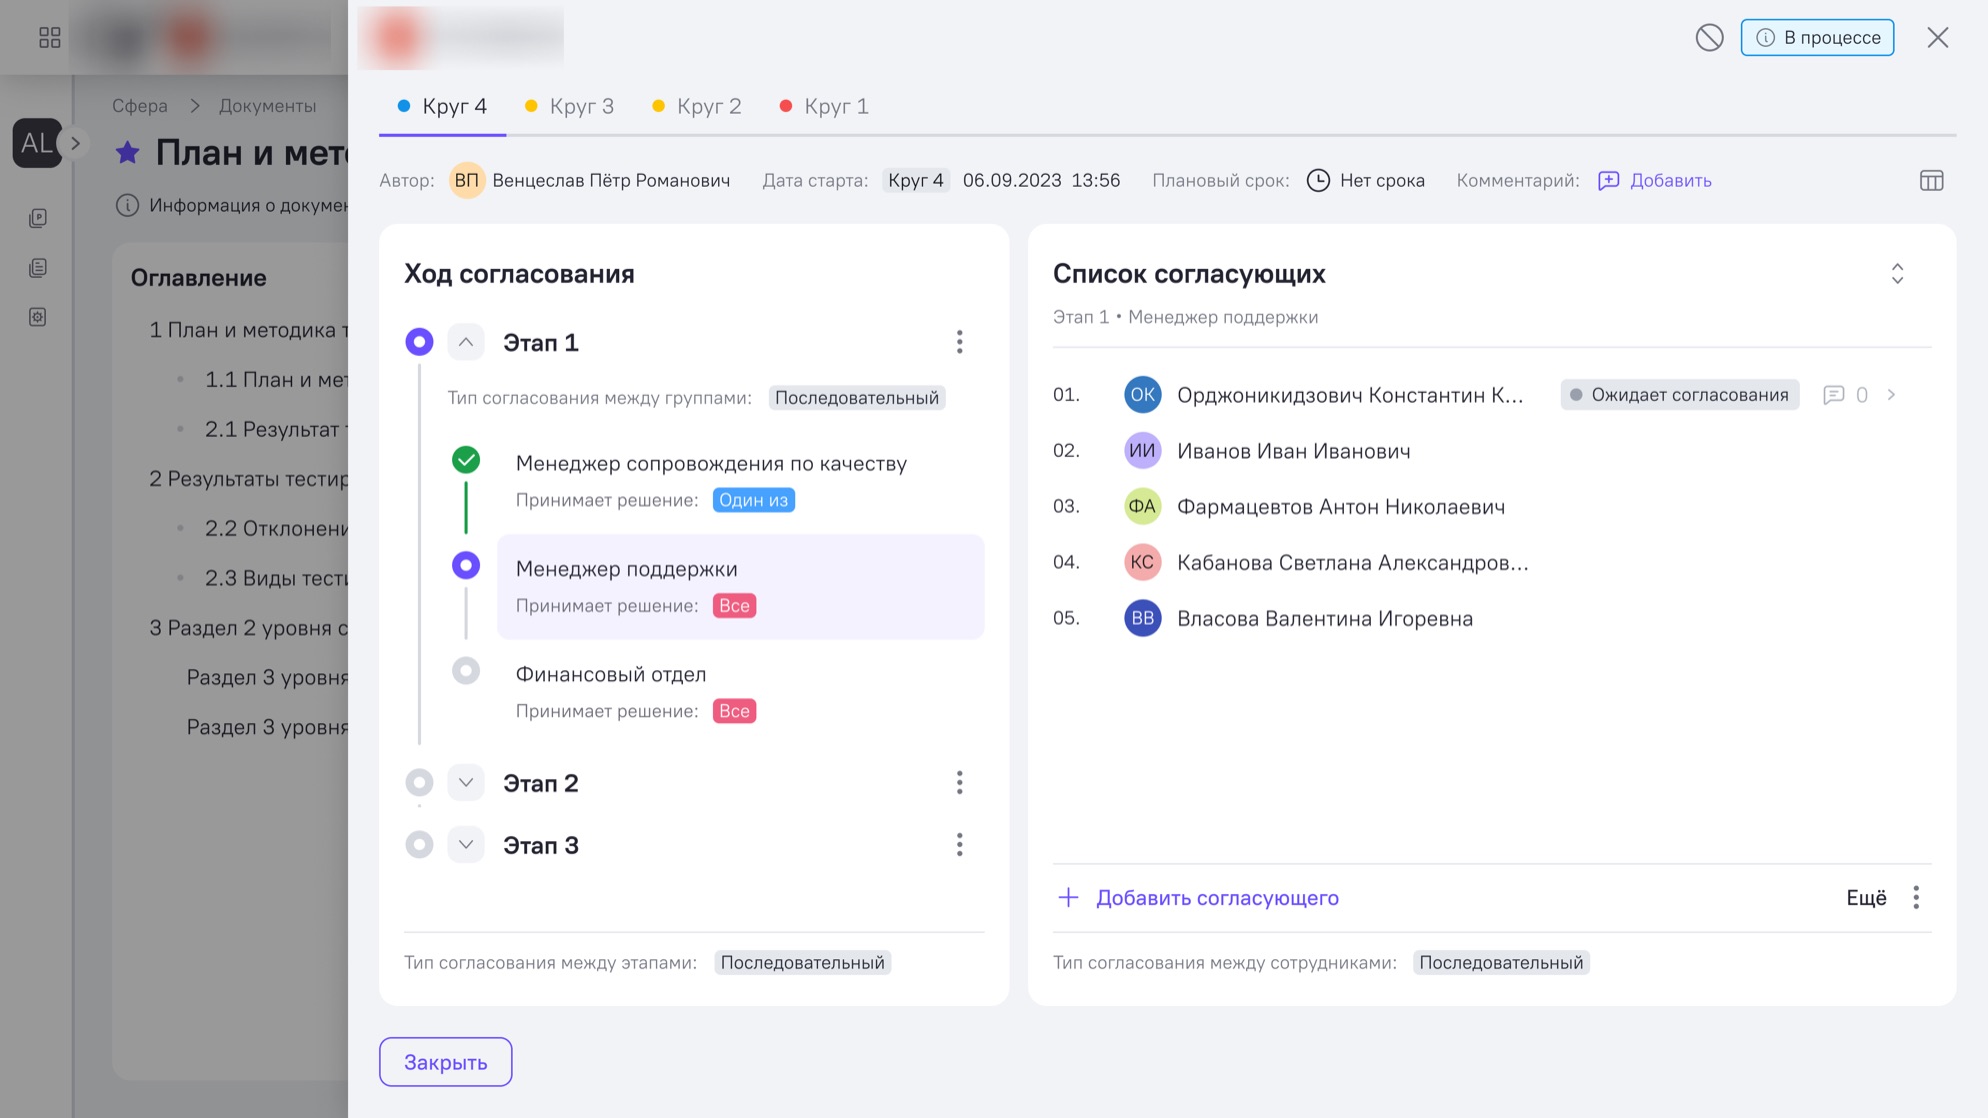 В процессе
Круг 4 Круг 3 Круг 2 Круг 1
Сфера > Документы
AL
План и мет
Автор: ВП Венцеслав Пётр Романович Дата старта: Круг 4 06.09.2023 13:56 Плановый срок: Нет срока Комментарий: Добавить
Информация о докумен
Оглавление
1 План и методика т
1.1 План и мет
2.1 Результат
2 Результаты тестир
2.2 Отклонени
2.3 Виды тести
3 Раздел 2 уровня с
Раздел 3 уровня
Раздел 3 уровня
Ход согласования
Этап 1
Тип согласования между группами: Последовательный
Менеджер сопровождения по качеству
Принимает решение: Один из
Менеджер поддержки
Принимает решение: Все
Финансовый отдел
Принимает решение: Все
Этап 2
Этап 3
Тип согласования между этапами: Последовательный
Список согласующих
Этап 1 • Менеджер поддержки
01. ОК Орджоникидзович Константин К... Ожидает согласования 0
02. ИИ Иванов Иван Иванович
03. ФА Фармацевтов Антон Николаевич
04. КС Кабанова Светлана Александров...
05. ВВ Власова Валентина Игоревна
Добавить согласующего Ещё
Тип согласования между сотрудниками: Последовательный
Закрыть